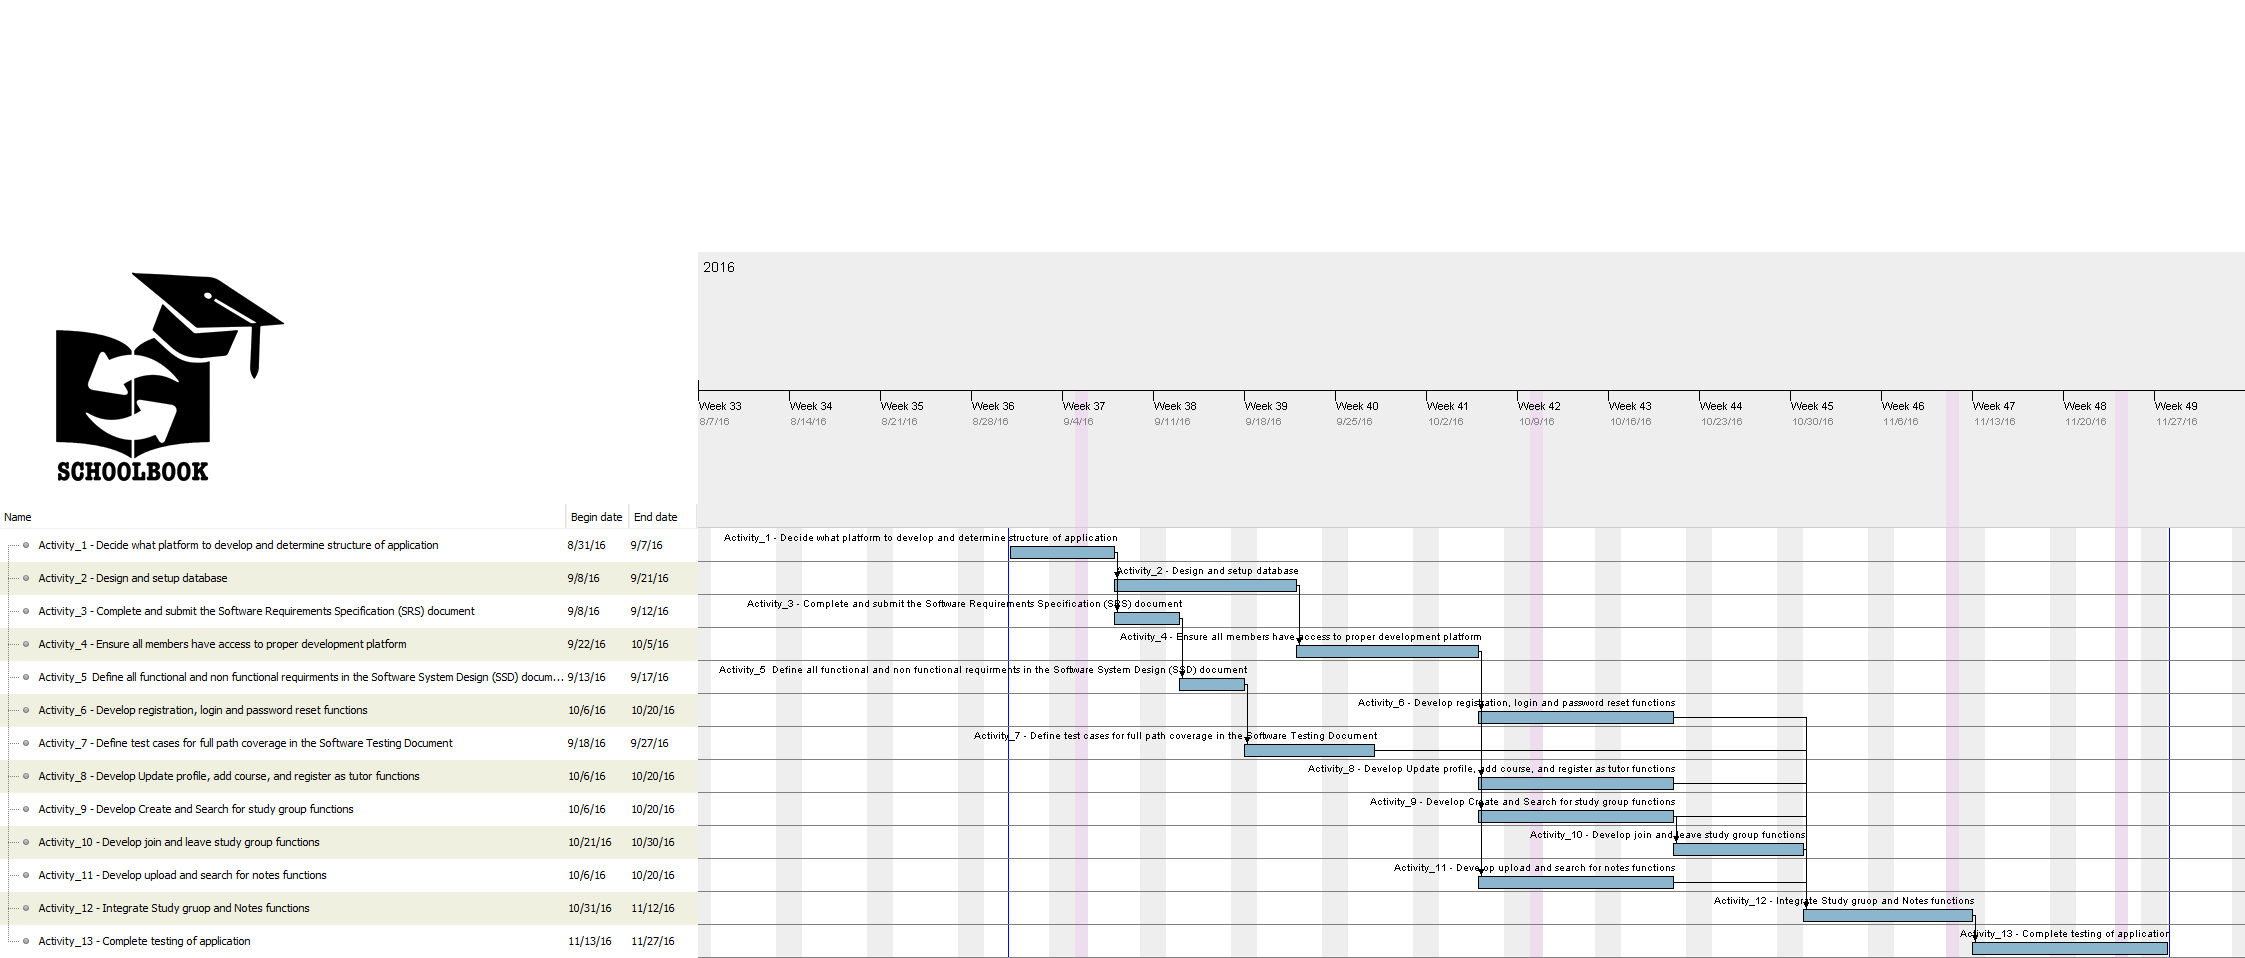 2016
SCHOOLBOOK
Week 33 Week 34 Week 35 Week 36 Week 37 Week 38 Week 39 Week 40 Week 41 Week 42 Week 43 Week 44 Week 45 Week 46 Week 47 Week 48 Week 49
8/7/16 8/14/16 8/21/16 8/28/16 9/4/16 9/11/16 9/18/16 9/25/16 10/2/16 10/9/16 10/16/16 10/23/16 10/30/16 11/6/16 11/13/16 11/20/16 11/27/16
Name Begin date End date
Activity_1 - Decide what platform to develop and determine structure of application 8/31/16 9/7/16
Activity_1 - Decide what platform to develop and determine structure of application
Activity_2 - Design and setup database 9/8/16 9/21/16
Activity_2 - Design and setup database
Activity_3 - Complete and submit the Software Requirements Specification (SRS) document 9/8/16 9/12/16
Activity_3 - Complete and submit the Software Requirements Specification (SRS) document
Activity_4 - Ensure all members have access to proper development platform 9/22/16 10/5/16
Activity_4 - Ensure all members have access to proper development platform
Activity_5 Define all functional and non functional requirments in the Software System Design (SSD) docum... 9/13/16 9/17/16
Activity_5 Define all functional and non functional requirments in the Software System Design (SSD) document
Activity_6 - Develop registration, login and password reset functions 10/6/16 10/20/16
Activity_6 - Develop registration, login and password reset functions
Activity_7 - Define test cases for full path coverage in the Software Testing Document 9/18/16 9/27/16
Activity_7 - Define test cases for full path coverage in the Software Testing Document
Activity_8 - Develop Update profile, add course, and register as tutor functions 10/6/16 10/20/16
Activity_8 - Develop Update profile, add course, and register as tutor functions
Activity_9 - Develop Create and Search for study group functions 10/6/16 10/20/16
Activity_9 - Develop Create and Search for study group functions
Activity_10 - Develop join and leave study group functions 10/21/16 10/30/16
Activity_10 - Develop join and leave study group functions
Activity_11 - Develop upload and search for notes functions 10/6/16 10/20/16
Activity_11 - Develop upload and search for notes functions
Activity_12 - Integrate Study gruop and Notes functions 10/31/16 11/12/16
Activity_12 - Integrate Study gruop and Notes functions
Activity_13 - Complete testing of application 11/13/16 11/27/16
Activity_13 - Complete testing of application